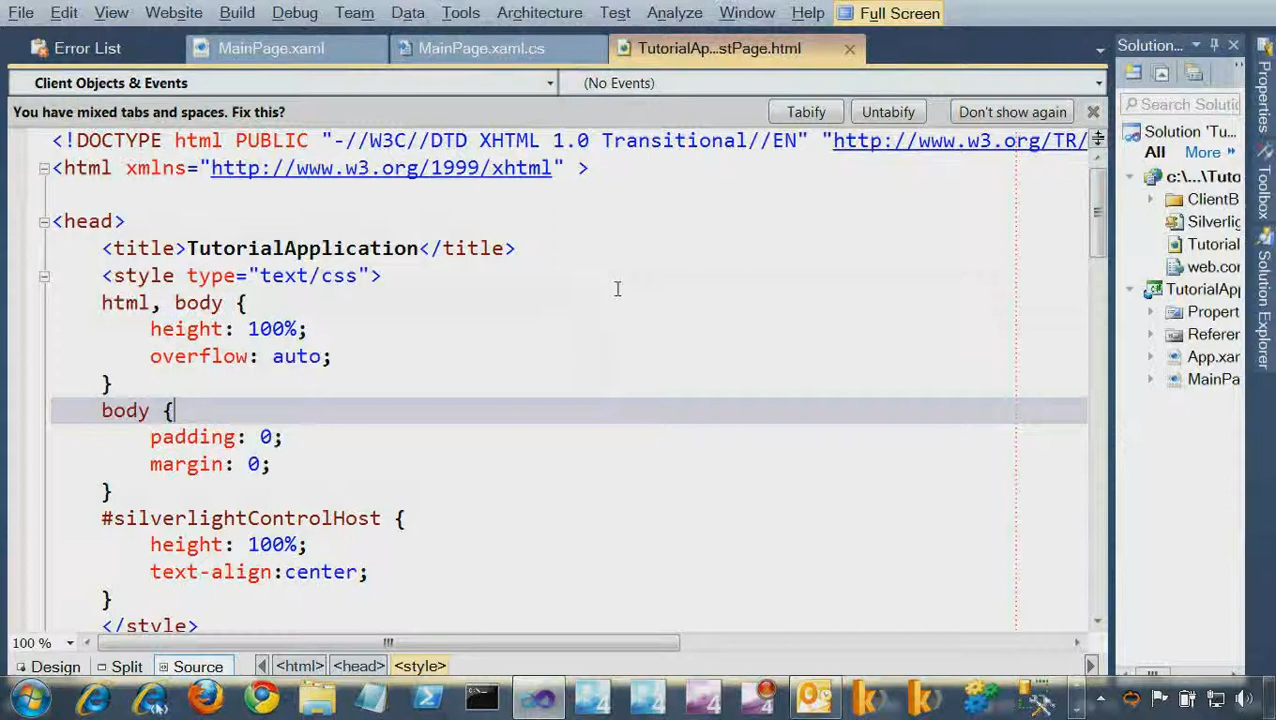 File Edit View Website Build Debug Team Data Tools Architecture Test Analyze Window Help Full Screen
Error List MainPage.xaml MainPage.xaml.cs TutorialAp...stPage.html Solution...
Client Objects & Events (No Events)
You have mixed tabs and spaces. Fix this? Tabify Untabify Don't show again
Search Soluti
<!DOCTYPE html PUBLIC "-//W3C//DTD XHTML 1.0 Transitional//EN" "http://www.w3.org/TR/
Solution 'Tu
All More
<html xmlns="http://www.w3.org/1999/xhtml" >
c:\...\Tuto
ClientB
<head>
Silverlig
<title>TutorialApplication</title>
Tutorial
<style type="text/css">
web.con
html, body {
TutorialAp
height: 100%;
Propert
Referer
overflow: auto;
App.xar
}
MainPa
body {
padding: 0;
margin: 0;
}
#silverlightControlHost {
height: 100%;
text-align:center;
}
</style>
100 %
Design Split Source <html> <head> <style>
Properties
Toolbox
Solution Explorer